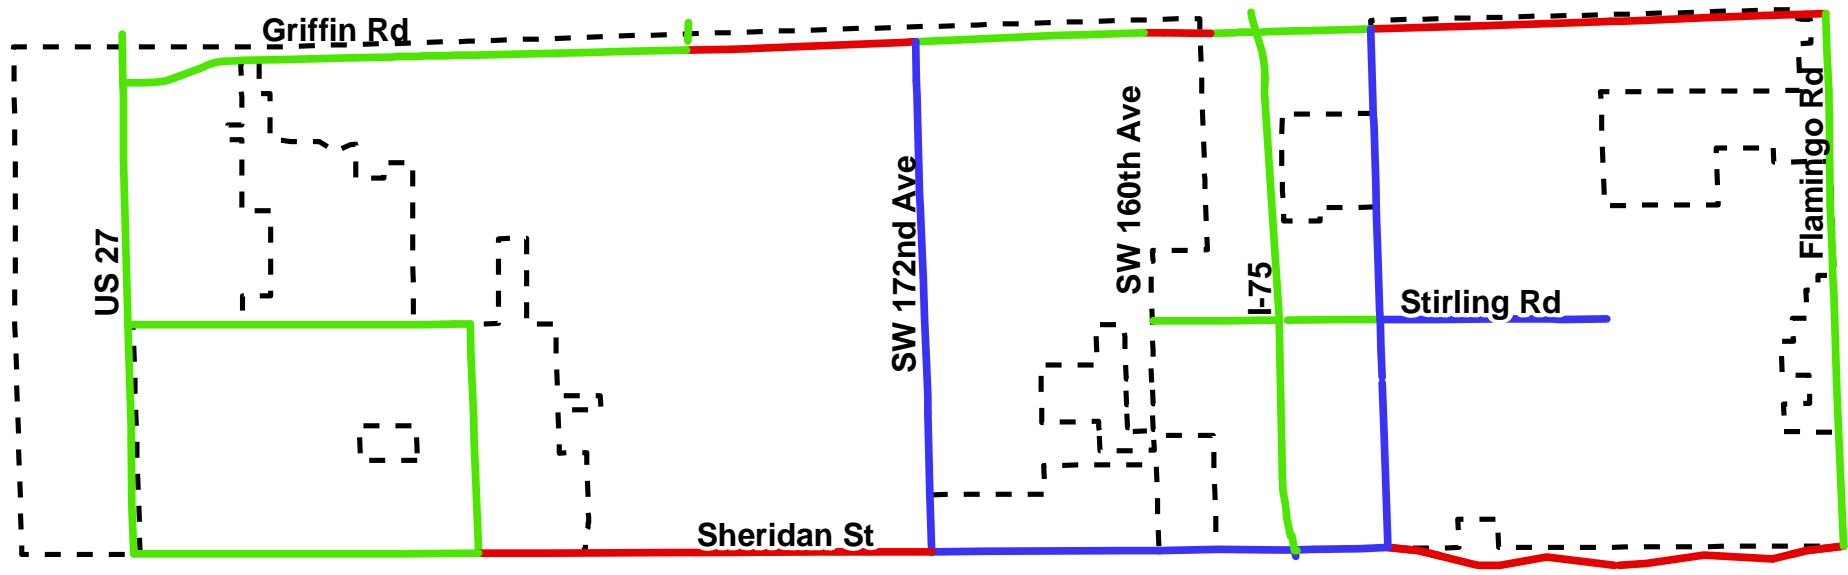 Griffin Rd
US 27
SW 172nd Ave
SW 160th Ave
I-75
Stirling Rd
Flamingo Rd
Sheridan St